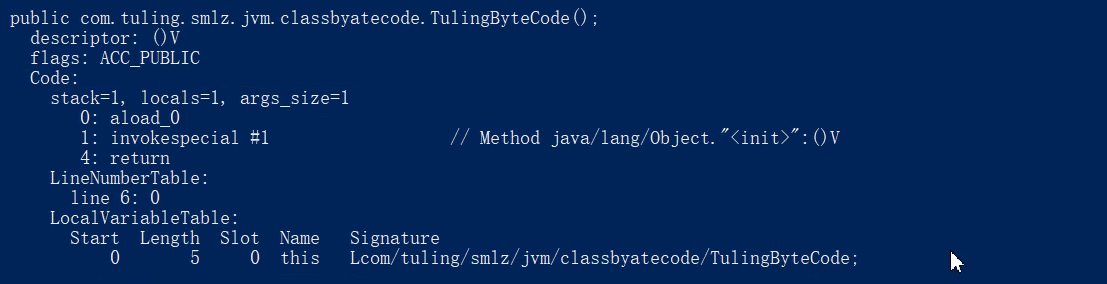 public com.tuling.smlz.jvm.classbyatecode.TulingByteCode();
descriptor: ()V
flags: ACC_PUBLIC
Code:
stack=1, locals=1, args_size=1
0: aload_0
1: invokespecial #1 // Method java/lang/Object."<init>":()V
4: return
LineNumberTable:
line 6: 0
LocalVariableTable:
Start Length Slot Name Signature
0 5 0 this Lcom/tuling/smlz/jvm/classbyatecode/TulingByteCode;